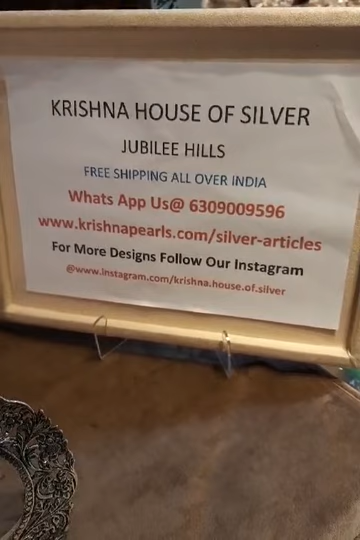 KRISHNA HOUSE OF SILVER
JUBILEE HILLS
FREE SHIPPING ALL OVER INDIA
Whats App Us@ 6309009596
www.krishnapearls.com/silver-articles
For More Designs Follow Our Instagram
@www.instagram.com/krishna.house.of.silver